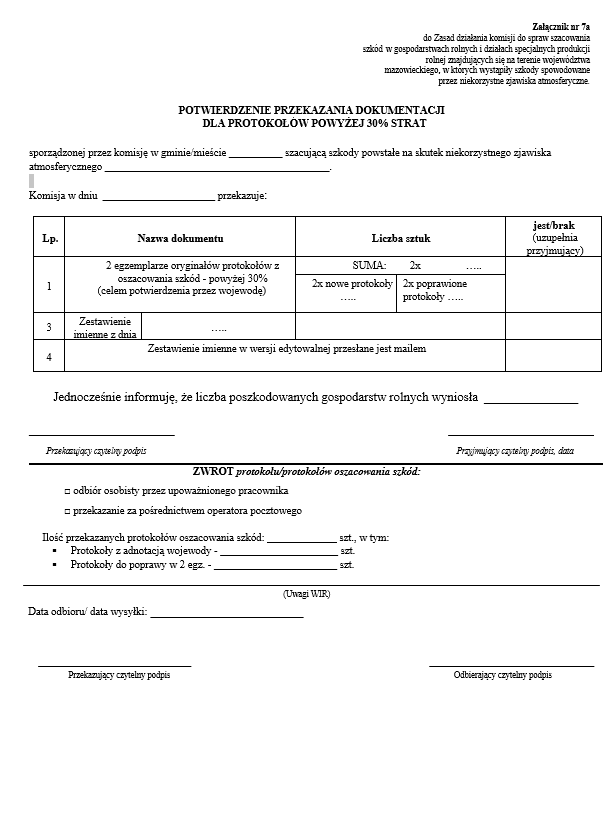 Załącznik nr 7a
do Zasad działania komisji do spraw szacowania
szkód w gospodarstwach rolnych i działach specjalnych produkcji
rolnej znajdujących się na terenie województwa
mazowieckiego, w których wystąpiły szkody spowodowane
przez niekorzystne zjawiska atmosferyczne.
POTWIERDZENIE PRZEKAZANIA DOKUMENTACJI
DLA PROTOKOŁÓW POWYŻEJ 30% STRAT
sporządzonej przez komisję w gminie/mieście __________ szacującą szkody powstałe na skutek niekorzystnego zjawiska
atmosferycznego __________________________________________.
Komisja w dniu _____________________ przekazuje:
Lp. Nazwa dokumentu Liczba sztuk jest/brak
(uzupełnia
przyjmujący)
1 2 egzemplarze oryginałów protokołów z
oszacowania szkód - powyżej 30%
(celem potwierdzenia przez wojewodę)
SUMA: 2x …..
2x nowe protokoły
…..
2x poprawione
protokoły …..
3 Zestawienie
imienne z dnia
…..
4 Zestawienie imienne w wersji edytowalnej przesłane jest mailem
Jednocześnie informuję, że liczba poszkodowanych gospodarstw rolnych wyniosła _______________
Przekazujący czytelny podpis Przyjmujący czytelny podpis, data
ZWROT protokołu/protokołów oszacowania szkód:
□ odbiór osobisty przez upoważnionego pracownika
□ przekazanie za pośrednictwem operatora pocztowego
Ilość przekazanych protokołów oszacowania szkód: _____________ szt., w tym:
▪ Protokoły z adnotacją wojewody - ______________________ szt.
▪ Protokoły do poprawy w 2 egz. - _______________________ szt.
(Uwagi WIR)
Data odbioru/ data wysyłki: _____________________________
Przekazujący czytelny podpis Odbierający czytelny podpis